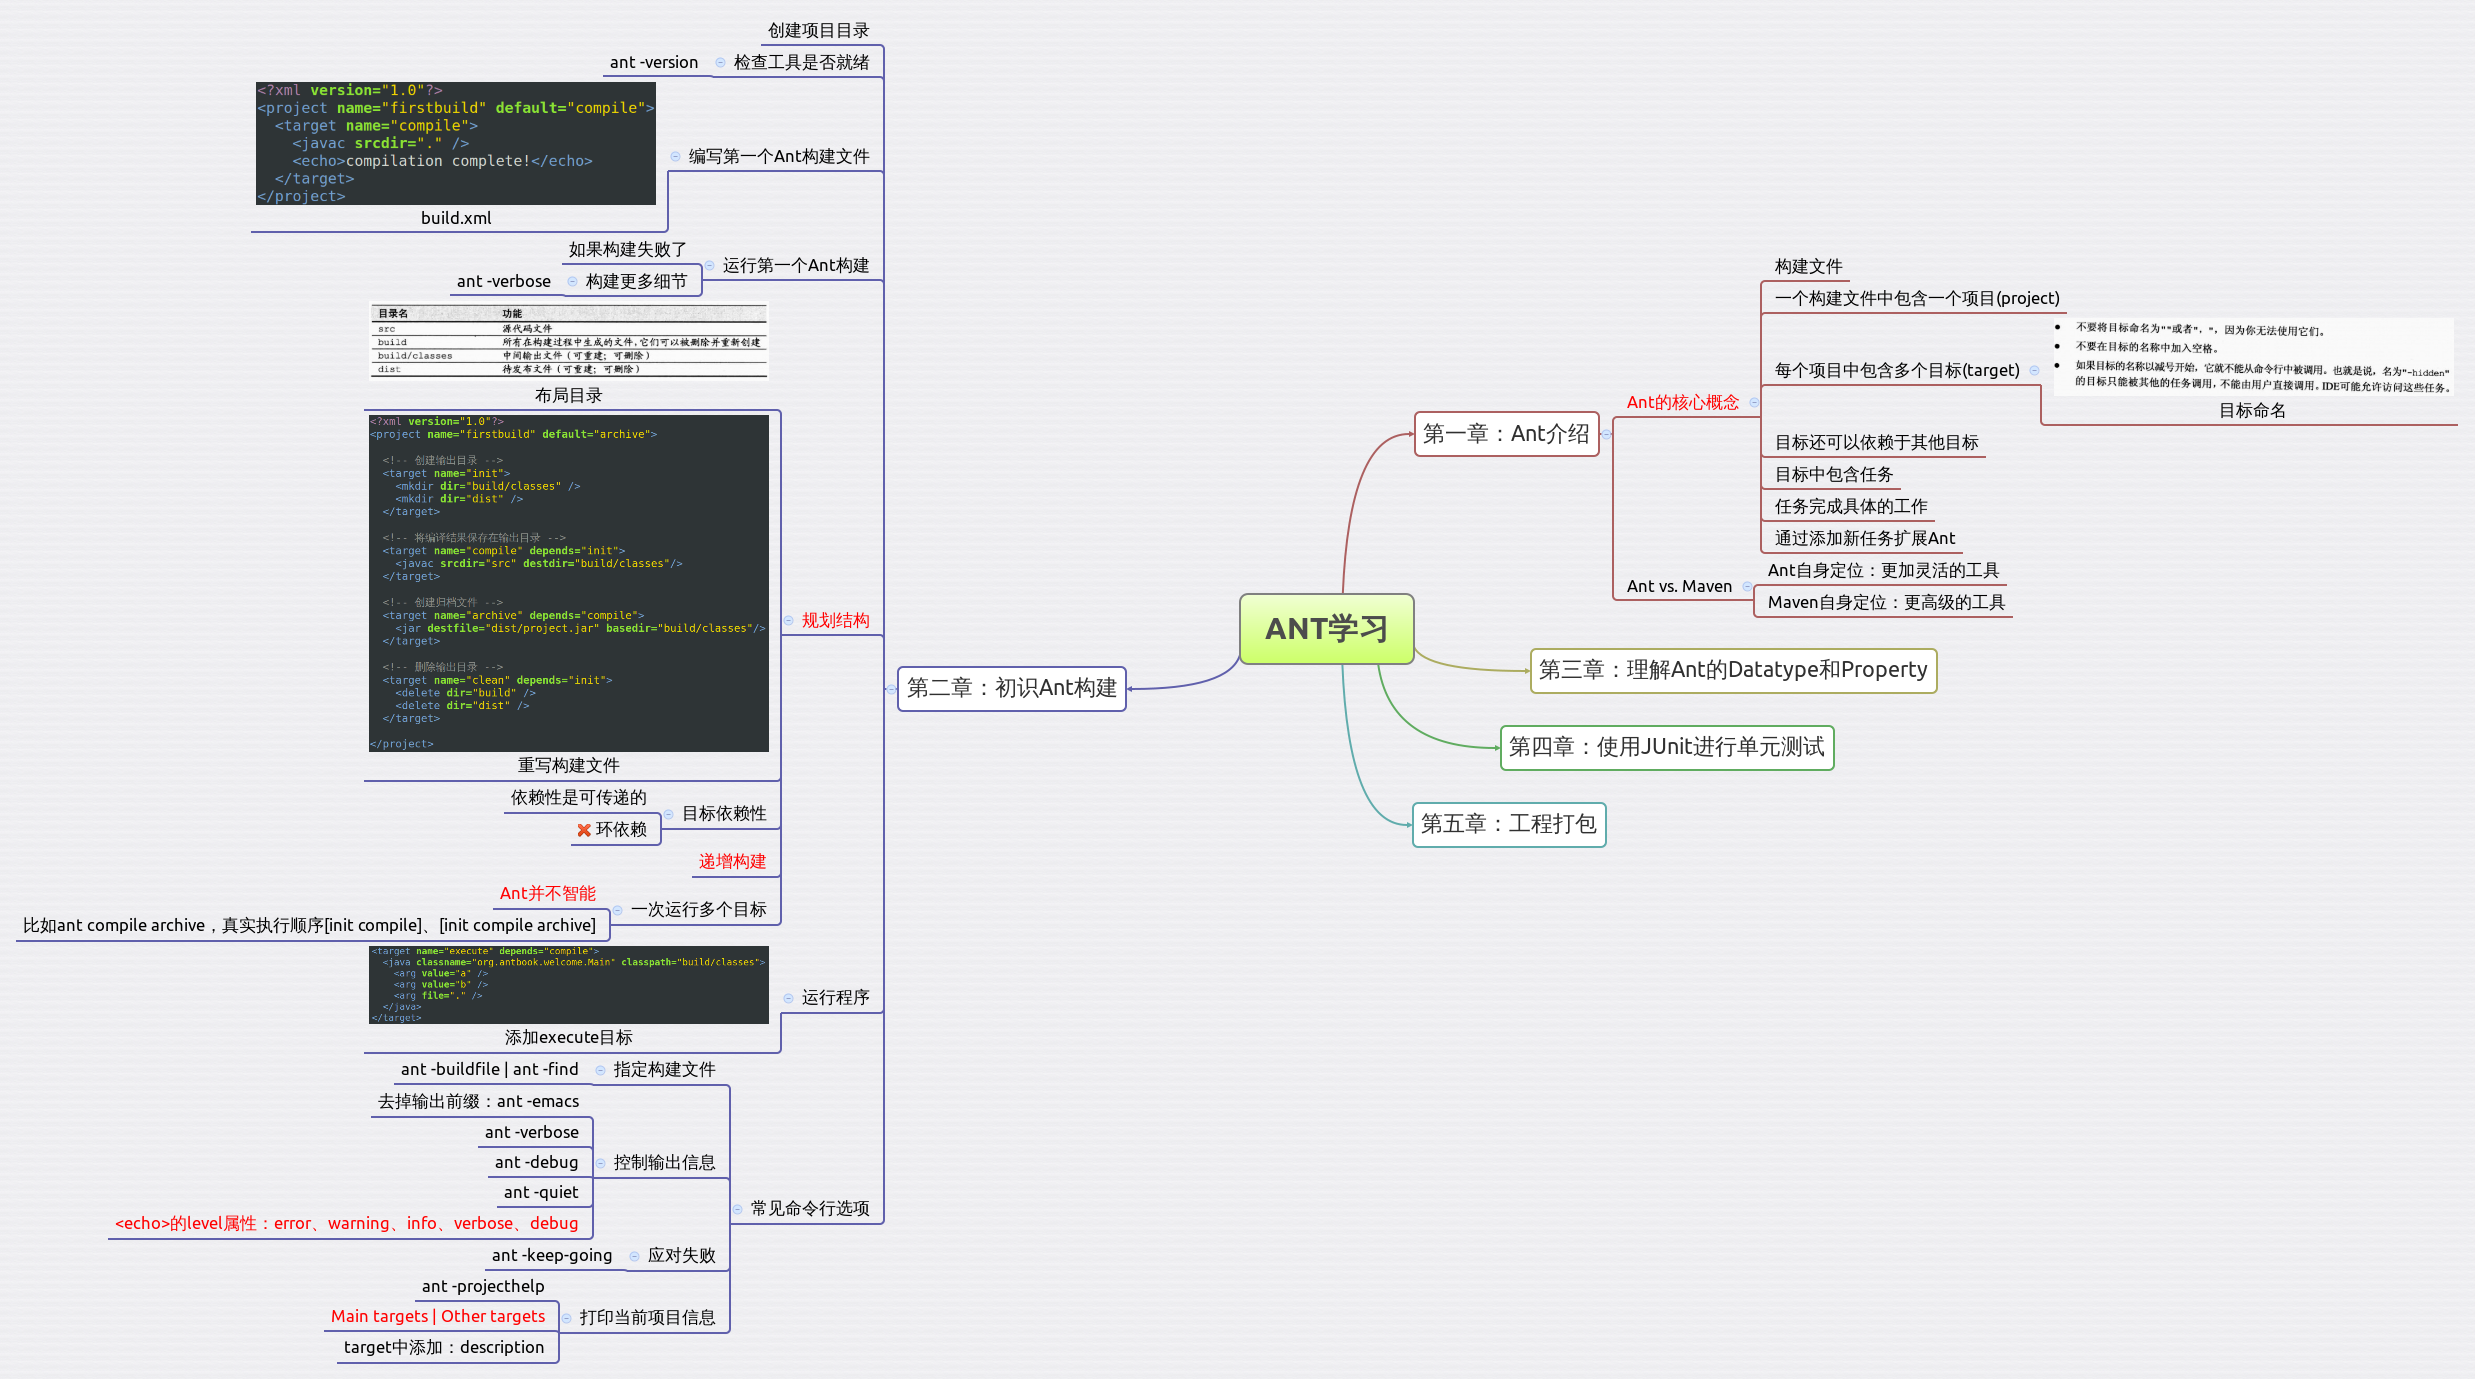 ANT学习
第一章：Ant介绍
Ant的核心概念
构建文件
一个构建文件中包含一个项目(project)
每个项目中包含多个目标(target)
• 不要将目标命名为""或者"，"，因为你无法使用它们。
• 不要在目标的名称中加入空格。
• 如果目标的名称以减号开始，它就不能从命令行中被调用。也就是说，名为"-hidden"
的目标只能被其他的任务调用，不能由用户直接调用。IDE可能允许访问这些任务。
目标命名
目标还可以依赖于其他目标
目标中包含任务
任务完成具体的工作
通过添加新任务扩展Ant
Ant vs. Maven
Ant自身定位：更加灵活的工具
Maven自身定位：更高级的工具
第二章：初识Ant构建
创建项目目录
检查工具是否就绪
ant -version
编写第一个Ant构建文件
<?xml version="1.0"?>
<project name="firstbuild" default="compile">
  <target name="compile">
    <javac srcdir="." />
    <echo>compilation complete!</echo>
  </target>
</project>
build.xml
运行第一个Ant构建
如果构建失败了
构建更多细节
ant -verbose
规划结构
目录名 功能
src 源代码文件
build 所有在构建过程中生成的文件，它们可以被删除并重新创建
build/classes 中间输出文件（可重建；可删除）
dist 待发布文件（可重建；可删除）
布局目录
<?xml version="1.0"?>
<project name="firstbuild" default="archive">
  <!-- 创建输出目录 -->
  <target name="init">
    <mkdir dir="build/classes" />
    <mkdir dir="dist" />
  </target>
  <!-- 将编译结果保存在输出目录 -->
  <target name="compile" depends="init">
    <javac srcdir="src" destdir="build/classes"/>
  </target>
  <!-- 创建归档文件 -->
  <target name="archive" depends="compile">
    <jar destfile="dist/project.jar" basedir="build/classes"/>
  </target>
  <!-- 删除输出目录 -->
  <target name="clean" depends="init">
    <delete dir="build" />
    <delete dir="dist" />
  </target>
</project>
重写构建文件
目标依赖性
依赖性是可传递的
环依赖
递增构建
一次运行多个目标
Ant并不智能
比如ant compile archive，真实执行顺序[init compile]、[init compile archive]
运行程序
<target name="execute" depends="compile">
  <java classname="org.antbook.welcome.Main" classpath="build/classes">
    <arg value="a" />
    <arg value="b" />
    <arg file="." />
  </java>
</target>
添加execute目标
常见命令行选项
指定构建文件
ant -buildfile | ant -find
控制输出信息
去掉输出前缀：ant -emacs
ant -verbose
ant -debug
ant -quiet
<echo>的level属性：error、warning、info、verbose、debug
应对失败
ant -keep-going
打印当前项目信息
ant -projecthelp
Main targets | Other targets
target中添加：description
第三章：理解Ant的Datatype和Property
第四章：使用JUnit进行单元测试
第五章：工程打包